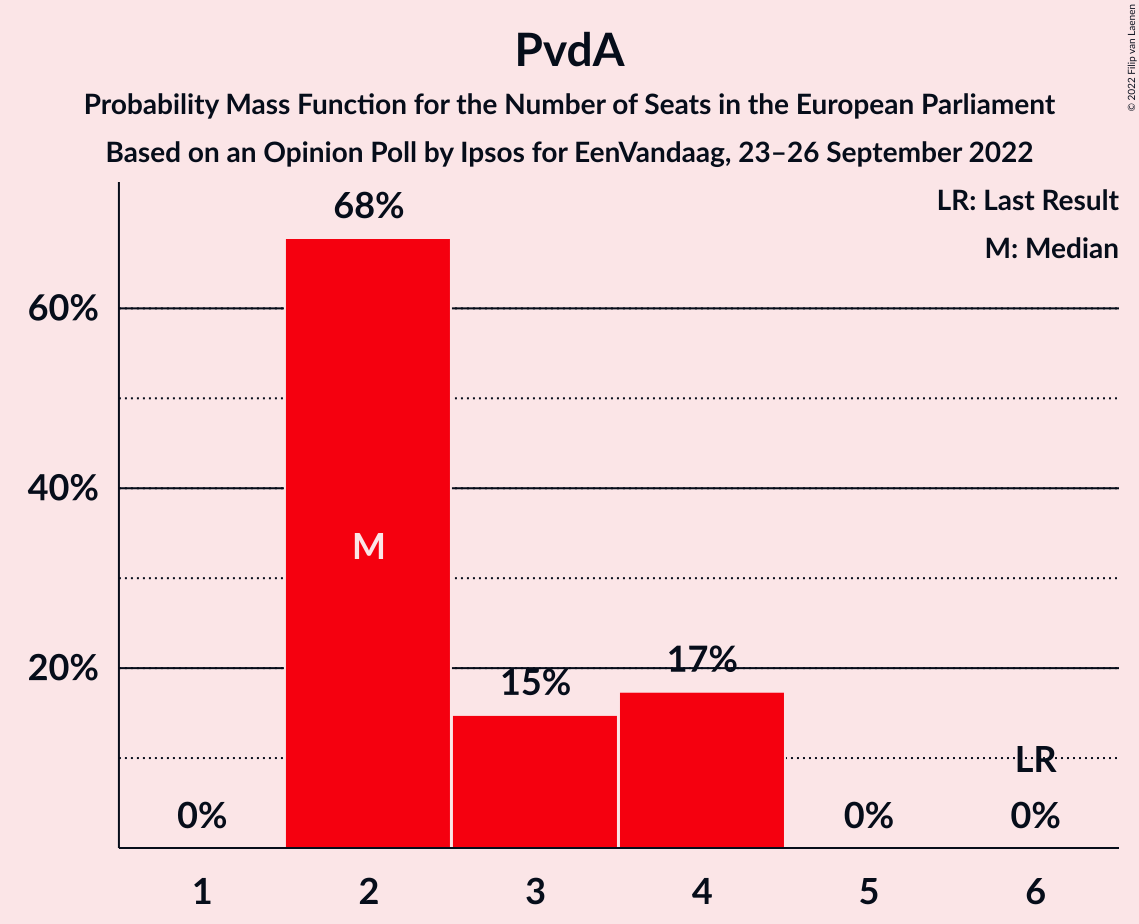 PvdA
Probability Mass Function for the Number of Seats in the European Parliament
Based on an Opinion Poll by Ipsos for EenVandaag, 23–26 September 2022
© 2022 Filip van Laenen
LR: Last Result
M: Median
68%
60%
40%
M
20%
17%
15%
LR
0%
0%
0%
1
2
3
4
5
6